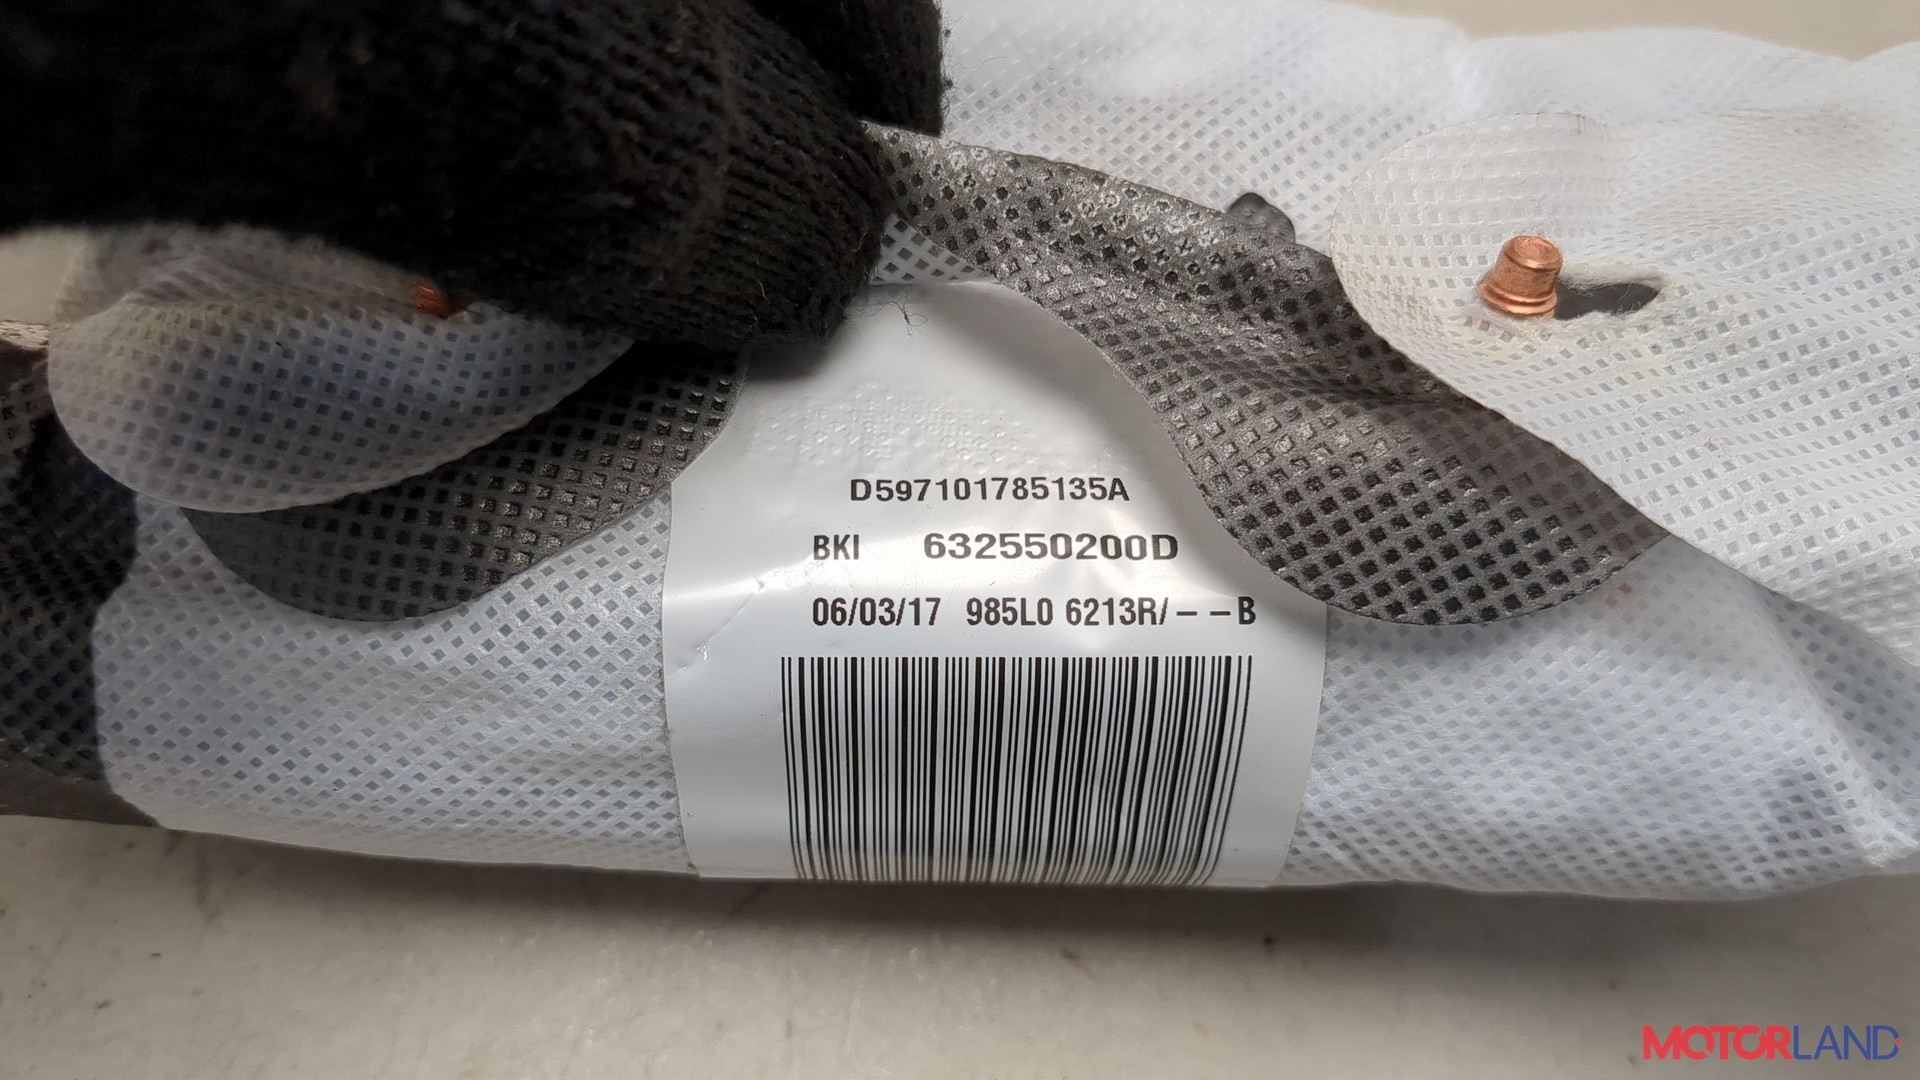 D597101785135A
BKI 632550200D
06/03/17 985L0 6213R/--B
MOTORLAND